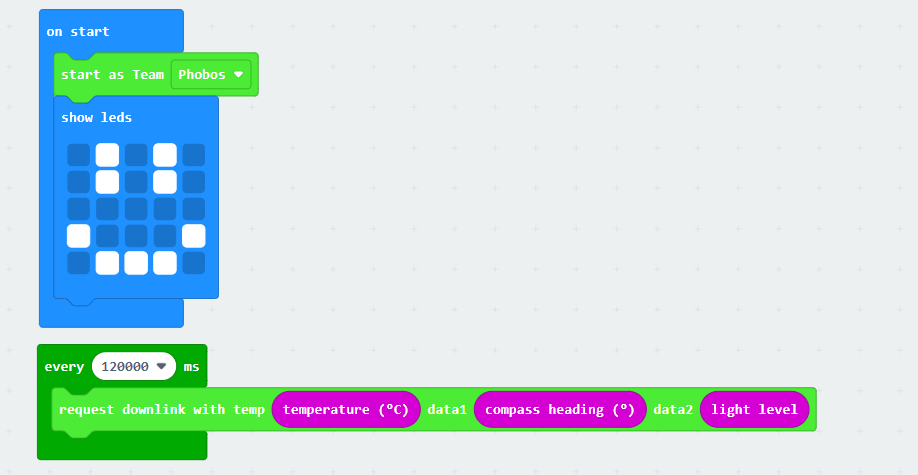 on start
start as Team Phobos
show leds
every 120000 ms
request downlink with temp temperature (°C) data1 compass heading (°) data2 light level